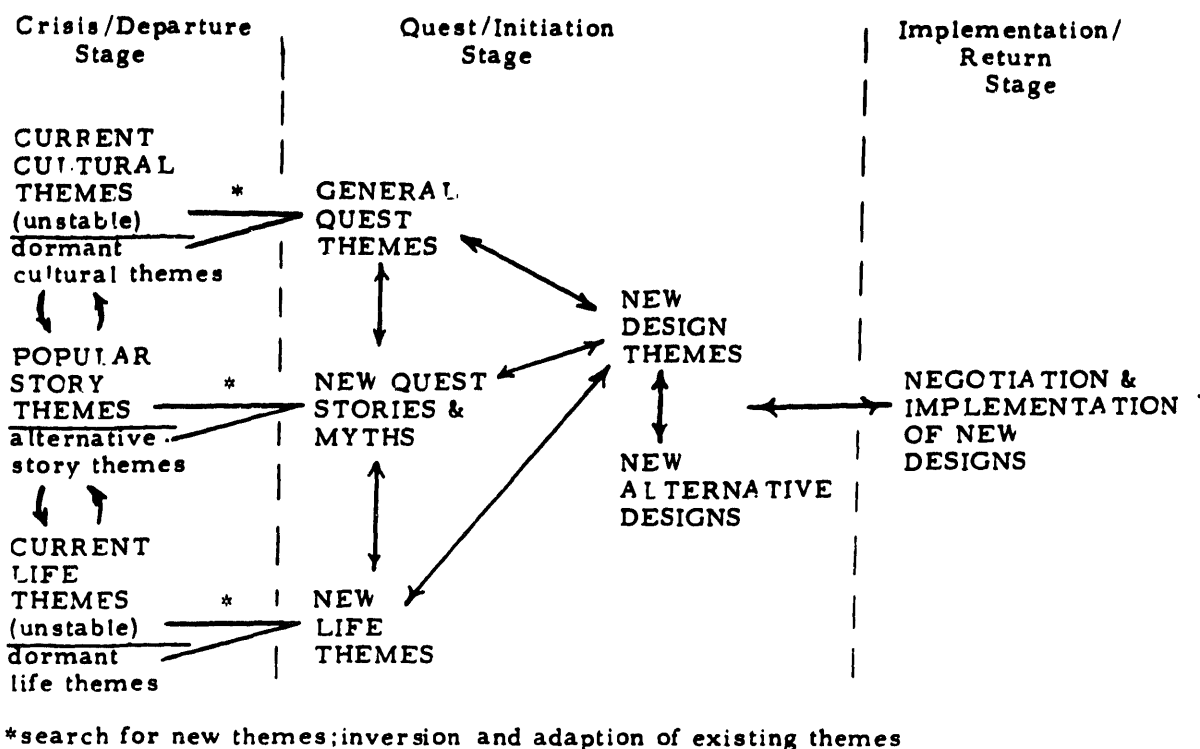 Crisis/Departure
Stage
Quest/Initiation
Stage
Implementation/
Return
Stage
CURRENT
CULTURAL
THEMES
(unstable)
dormant
cultural themes
*
GENERAL
QUEST
THEMES
POPULAR
STORY
THEMES
alternative
story themes
*
NEW QUEST
STORIES &
MYTHS
CURRENT
LIFE
THEMES
(unstable)
dormant
life themes
*
NEW
LIFE
THEMES
NEW
DESIGN
THEMES
NEW
ALTERNATIVE
DESIGNS
NEGOTIATION &
IMPLEMENTATION
OF NEW
DESIGNS
*search for new themes;inversion and adaption of existing themes